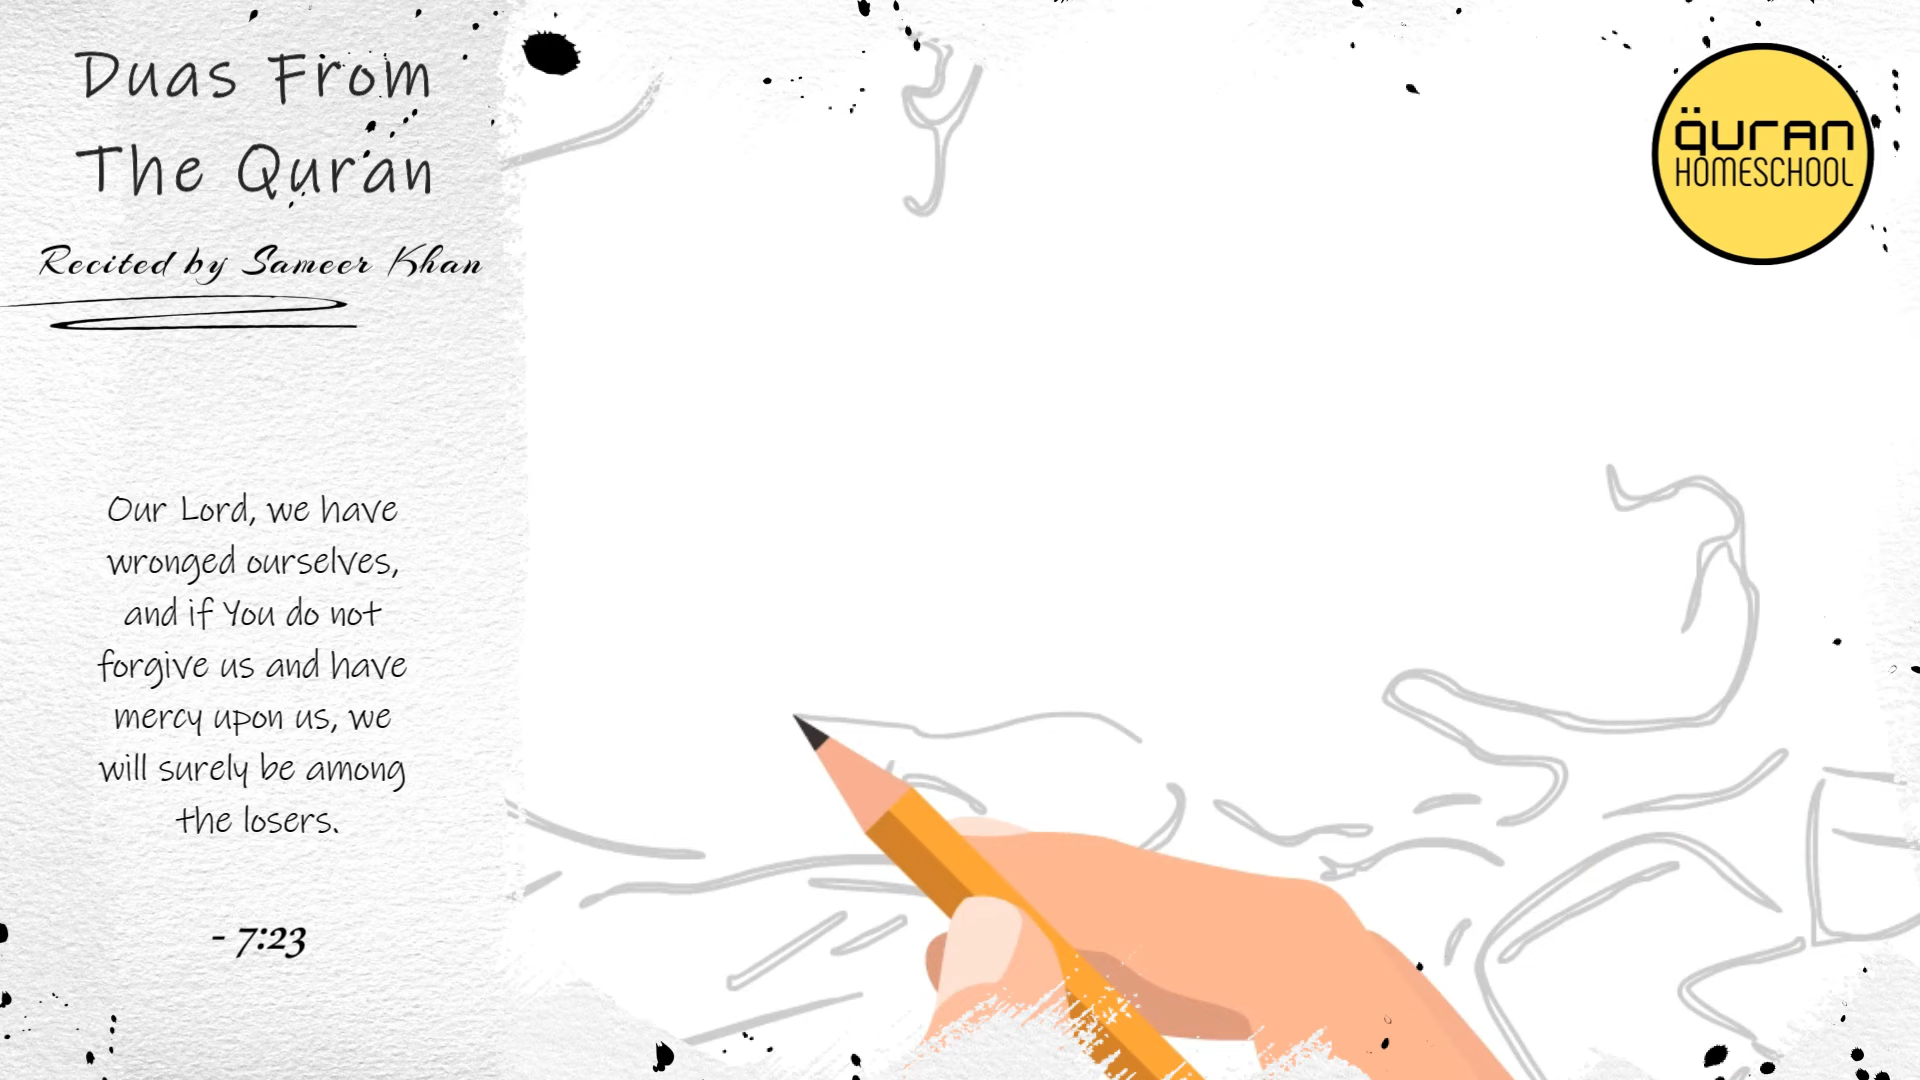 Duas From
The Quran
Recited by Sameer Khan
Our Lord, we have
wronged ourselves,
and if You do not
forgive us and have
mercy upon us, we
will surely be among
the losers.
- 7:23
QURAN
HOMESCHOOL